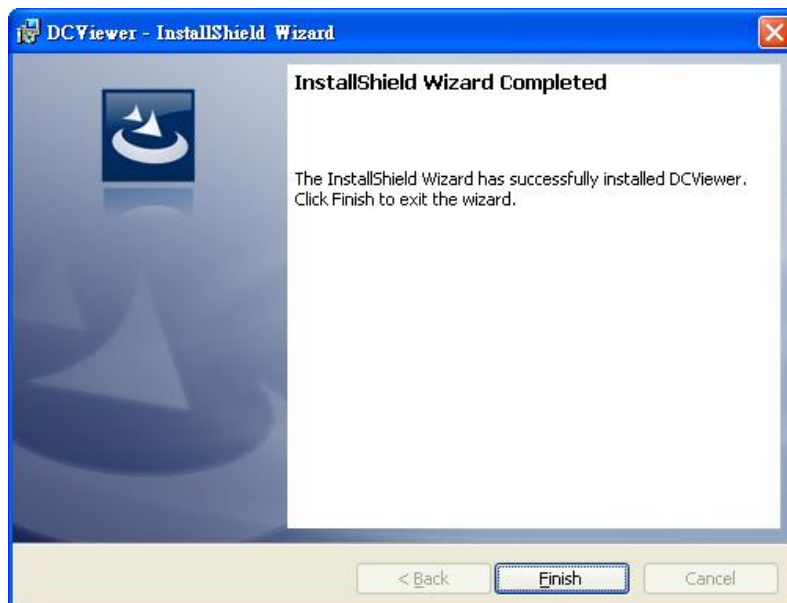 DCViewer - InstallShield Wizard
InstallShield Wizard Completed
The InstallShield Wizard has successfully installed DCViewer.
Click Finish to exit the wizard.
< Back
Finish
Cancel